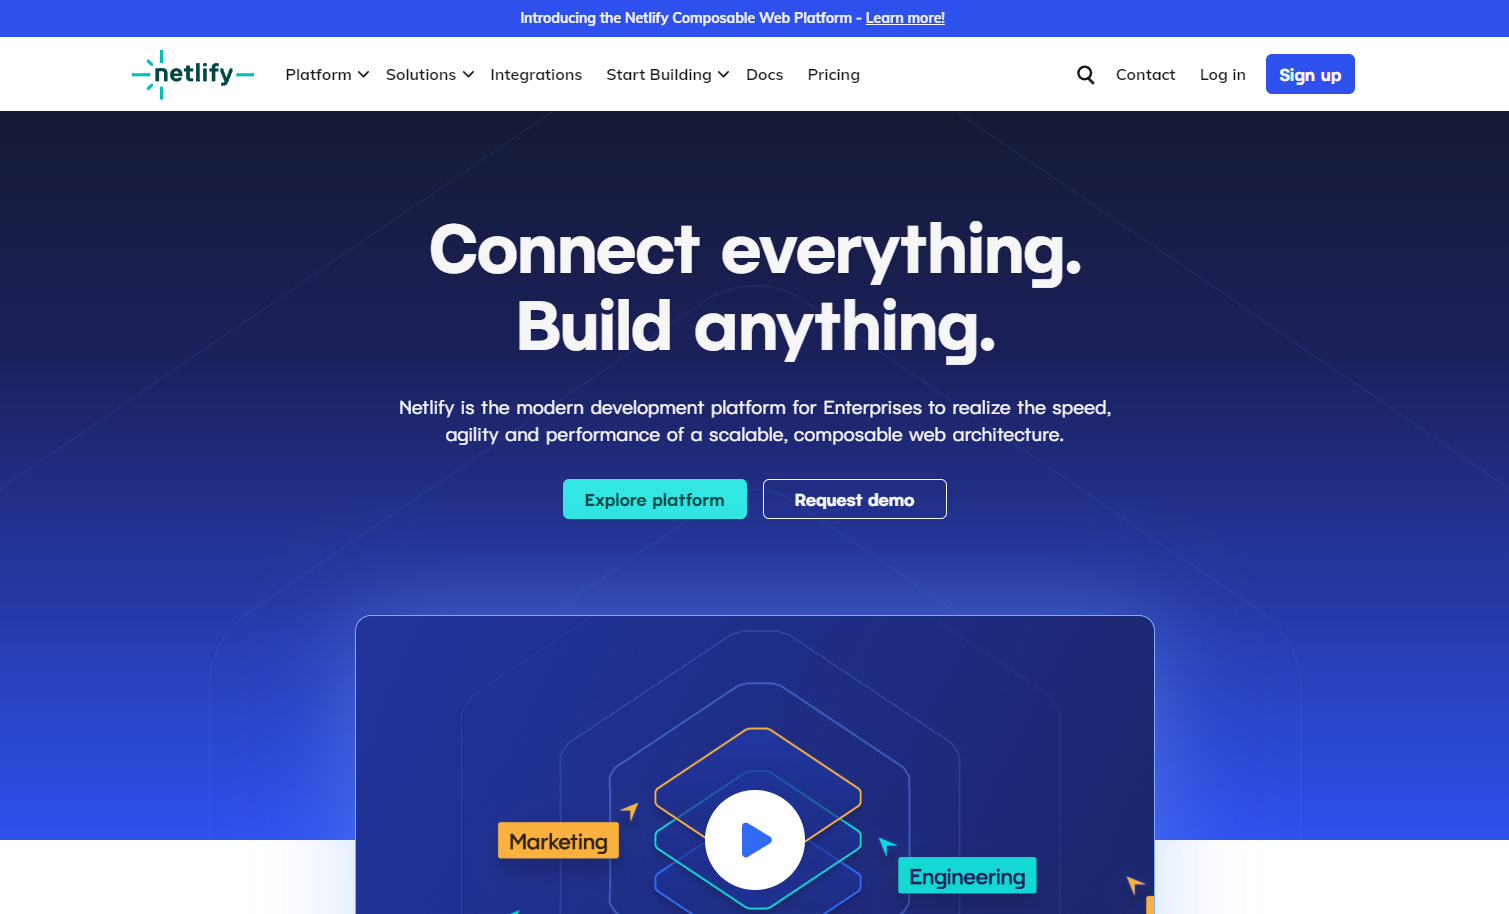 Introducing the Netlify Composable Web Platform - Learn more!
netlify
Platform
Solutions
Integrations
Start Building
Docs
Pricing
Contact
Log in
Sign up
Connect everything.
Build anything.
Netlify is the modern development platform for Enterprises to realize the speed,
agility and performance of a scalable, composable web architecture.
Explore platform
Request demo
Marketing
Engineering